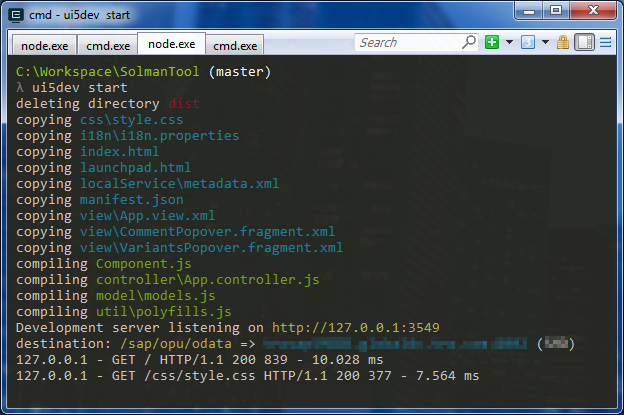 cmd - ui5dev start
node.exe cmd.exe node.exe cmd.exe Search
C:\Workspace\SolmanTool (master)
λ ui5dev start
deleting directory dist
copying css\style.css
copying i18n\i18n.properties
copying index.html
copying launchpad.html
copying localService\metadata.xml
copying manifest.json
copying view\App.view.xml
copying view\CommentPopover.fragment.xml
copying view\VariantsPopover.fragment.xml
compiling Component.js
compiling controller\App.controller.js
compiling model\models.js
compiling util\polyfills.js
Development server listening on http://127.0.0.1:3549
destination: /sap/opu/odata => ( )
127.0.0.1 - GET / HTTP/1.1 200 839 - 10.028 ms
127.0.0.1 - GET /css/style.css HTTP/1.1 200 377 - 7.564 ms